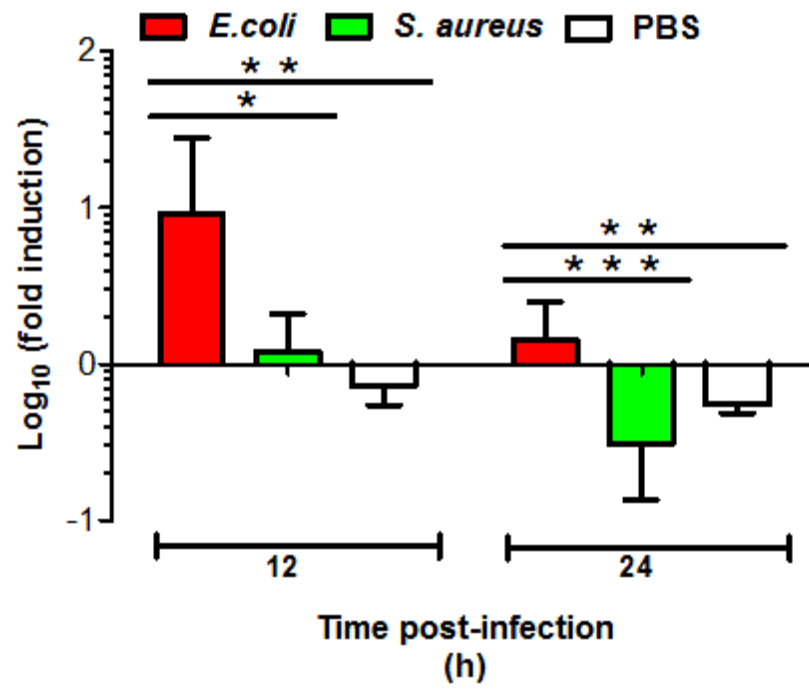 E.coli S. aureus PBS
2
* *
*
1
* *
* * *
0
-1
Log₁₀ (fold induction)
12 24
Time post-infection
(h)